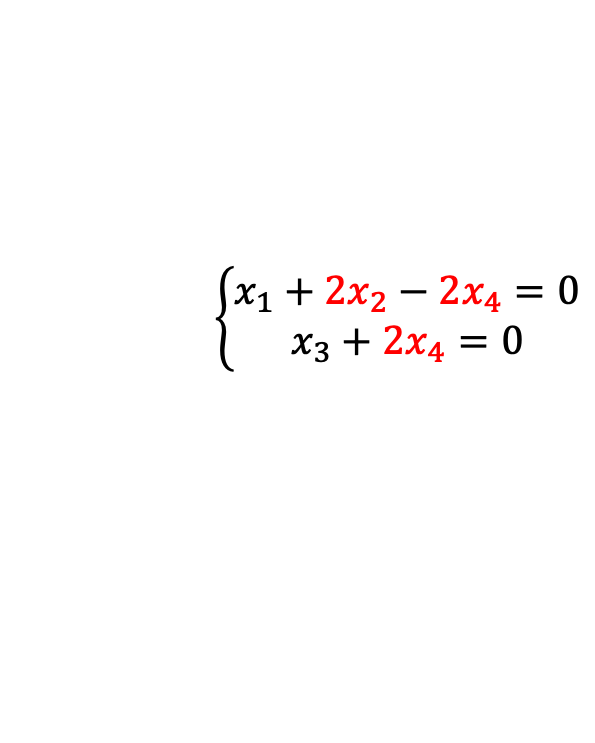 x₁ + 2x₂ − 2x₄ = 0
x₃ + 2x₄ = 0